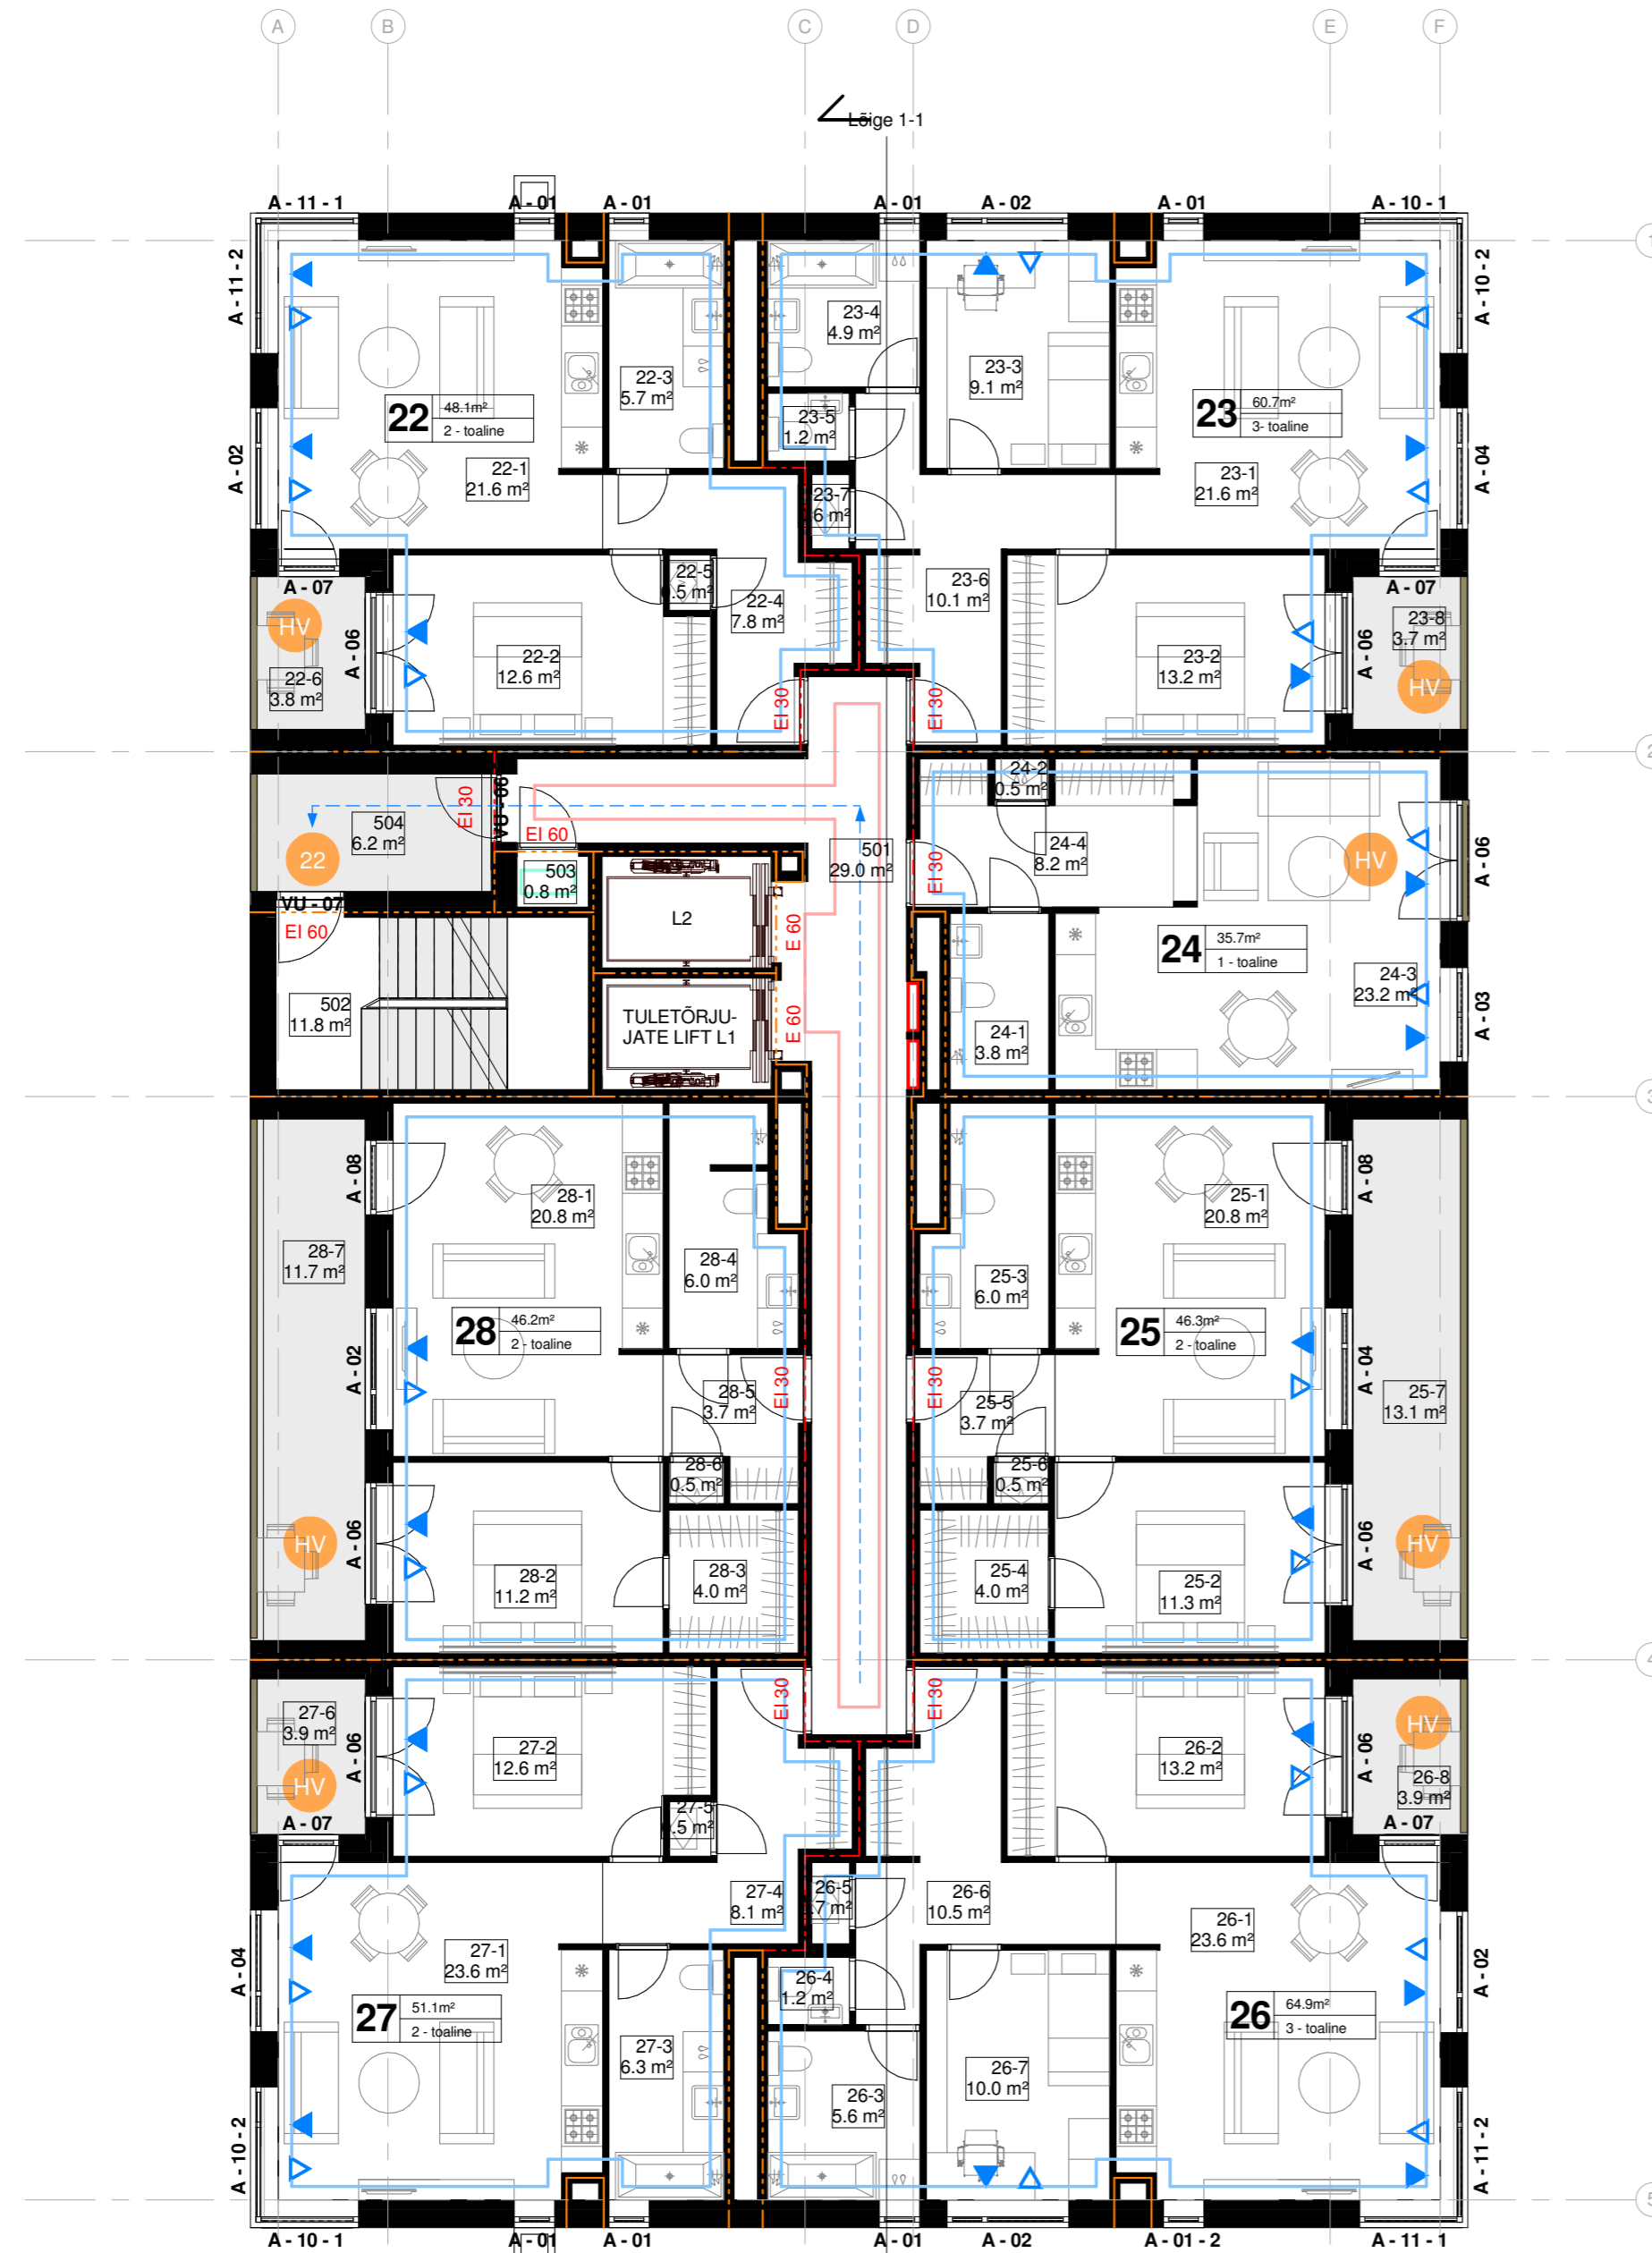 A
B
C
D
E
F
Lõige 1-1
A - 11 - 1
A - 01
A - 01
A - 01
A - 02
A - 01
A - 10 - 1
1
A - 11 - 2
A - 10 - 2
23-4
4.9 m²
22-3
5.7 m²
23-3
9.1 m²
22
48.1m²
2 - toaline
23-5
1.2 m²
23
60.7m²
3- toaline
A - 02
A - 04
22-1
21.6 m²
23-7
23-1
21.6 m²
22-5
A - 07
22-4
7.8 m²
23-6
10.1 m²
A - 07
HV
A - 06
23-8
3.7 m²
A - 06
22-2
12.6 m²
23-2
13.2 m²
22-6
3.8 m²
HV
EI 30
EI 30
2
24-2
0.5 m²
EI 30
VU - 06
504
6.2 m²
EI 60
501
29.0 m²
24-4
8.2 m²
22
HV
A - 06
EI 30
503
0.8 m²
VU - 07
EI 60
L2
E 60
24
35.7m²
1 - toaline
24-3
23.2 m²
502
11.8 m²
TULETÕRJU-
JATE LIFT L1
E 60
24-1
3.8 m²
A - 03
3
A - 08
A - 08
28-1
20.8 m²
25-1
20.8 m²
28-7
11.7 m²
28-4
6.0 m²
25-3
6.0 m²
28
46.2m²
2 - toaline
25
46.3m²
2 - toaline
A - 02
A - 04
28-5
3.7 m²
EI 30
EI 30
25-5
3.7 m²
25-7
13.1 m²
28-6
0.5 m²
25-6
0.5 m²
HV
A - 06
A - 06
HV
28-2
11.2 m²
28-3
4.0 m²
25-4
4.0 m²
25-2
11.3 m²
4
27-6
3.9 m²
EI 30
EI 30
HV
A - 06
27-2
12.6 m²
26-2
13.2 m²
A - 06
HV
26-8
3.9 m²
A - 07
27-5
A - 07
27-4
8.1 m²
26-5
26-6
10.5 m²
26-1
23.6 m²
27-1
23.6 m²
A - 04
A - 02
26-4
1.2 m²
27
51.1m²
2 - toaline
26
64.9m²
3 - toaline
27-3
6.3 m²
26-7
10.0 m²
26-3
5.6 m²
A - 10 - 2
A - 11 - 2
5
A - 10 - 1
A - 01
A - 01
A - 01
A - 02
A - 01 - 2
A - 11 - 1